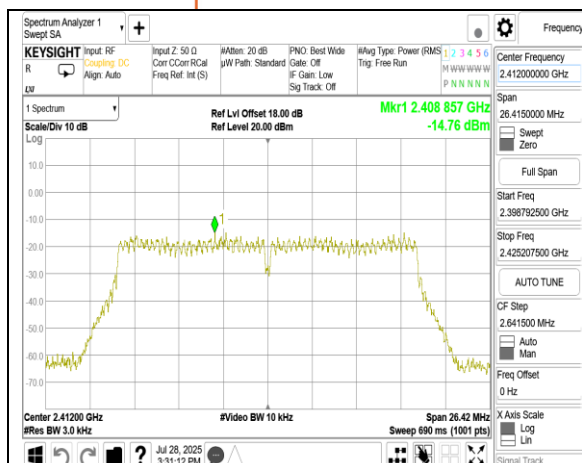 Spectrum Analyzer 1
Swept SA
Frequency
KEYSIGHT
R
Input: RF
Coupling: DC
Align: Auto
Input Z: 50 Ω
Corr CCorr RCal
Freq Ref: Int (S)
#Atten: 20 dB
µW Path: Standard
PNO: Best Wide
Gate: Off
IF Gain: Low
Sig Track: Off
#Avg Type: Power (RMS
Trig: Free Run
1 2 3 4 5 6
M W W W W W
P N N N N N
1 Spectrum
Scale/Div 10 dB
Ref Lvl Offset 18.00 dB
Ref Level 20.00 dBm
Mkr1 2.408 857 GHz
-14.76 dBm
Log
10.0
0.00
-10.0
-20.0
-30.0
-40.0
-50.0
-60.0
-70.0
1
Center 2.41200 GHz
#Res BW 3.0 kHz
#Video BW 10 kHz
Span 26.42 MHz
Sweep 690 ms (1001 pts)
Jul 28, 2025
3:31:12 PM
Center Frequency
2.412000000 GHz
Span
26.4150000 MHz
Swept
Zero
Full Span
Start Freq
2.398792500 GHz
Stop Freq
2.425207500 GHz
AUTO TUNE
CF Step
2.641500 MHz
Auto
Man
Freq Offset
0 Hz
X Axis Scale
Log
Lin
Signal Track